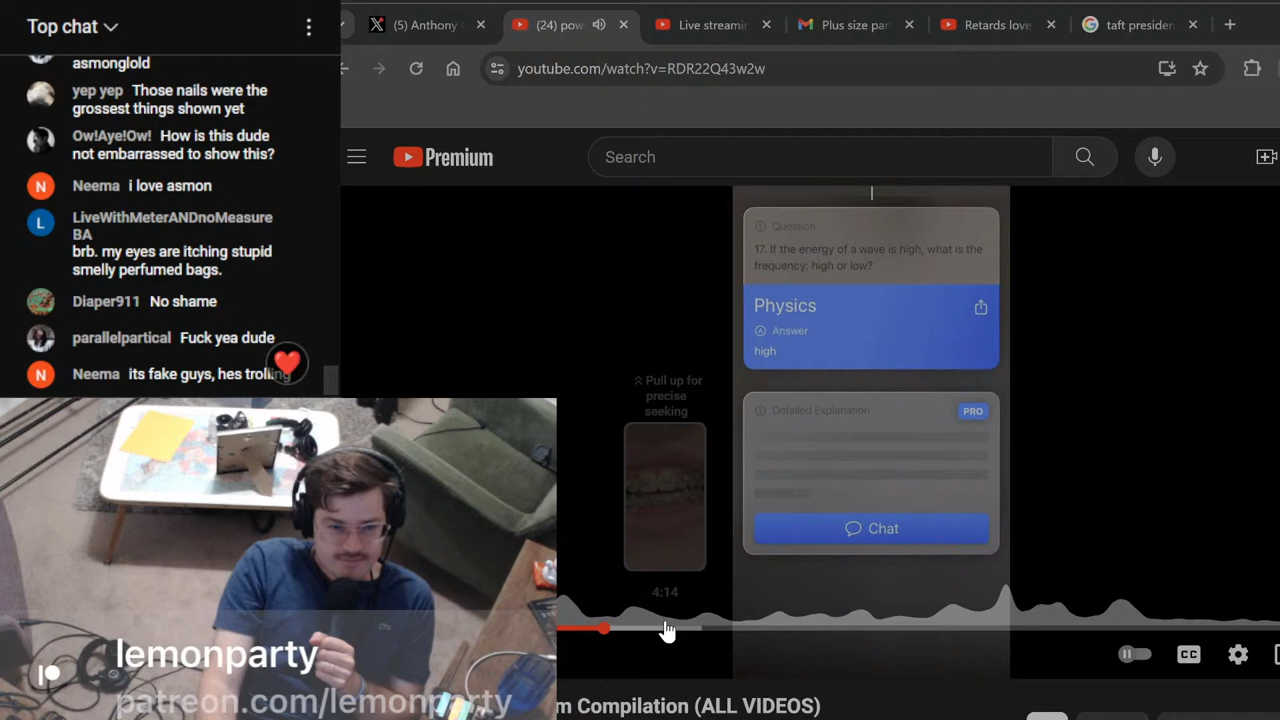 Top chat
asmonglold
yep yep Those nails were the
grossest things shown yet
Ow!Aye!Ow! How is this dude
not embarrassed to show this?
Neema i love asmon
LiveWithMeterANDnoMeasure
BA
brb. my eyes are itching stupid
smelly perfumed bags.
Diaper911 No shame
parallelpartical Fuck yea dude
Neema its fake guys, hes trolling
(5) Anthony
(24) pow
Live streamin
Plus size par
Retards love
taft presiden
youtube.com/watch?v=RDR22Q43w2w
Premium
Search
Question
17. If the energy of a wave is high, what is the
frequency: high or low?
Physics
Answer
high
Detailed Explanation PRO
Chat
Pull up for
precise
seeking
4:14
CC
m Compilation (ALL VIDEOS)
lemonparty
patreon.com/lemonparty
N
L
N